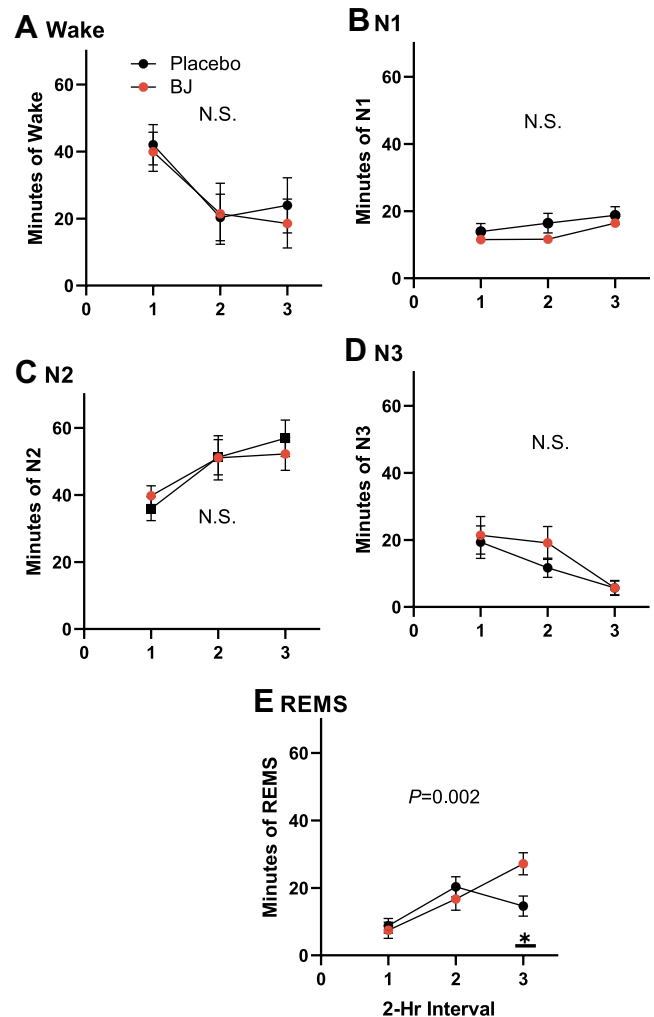 A Wake
Minutes of Wake
Placebo
BJ
N.S.
60
40
20
0
0 1 2 3
B N1
Minutes of N1
N.S.
60
40
20
0
0 1 2 3
C N2
Minutes of N2
N.S.
60
40
20
0
0 1 2 3
D N3
Minutes of N3
N.S.
60
40
20
0
0 1 2 3
E REMS
Minutes of REMS
P=0.002
60
40
20
0
*
0 1 2 3
2-Hr Interval